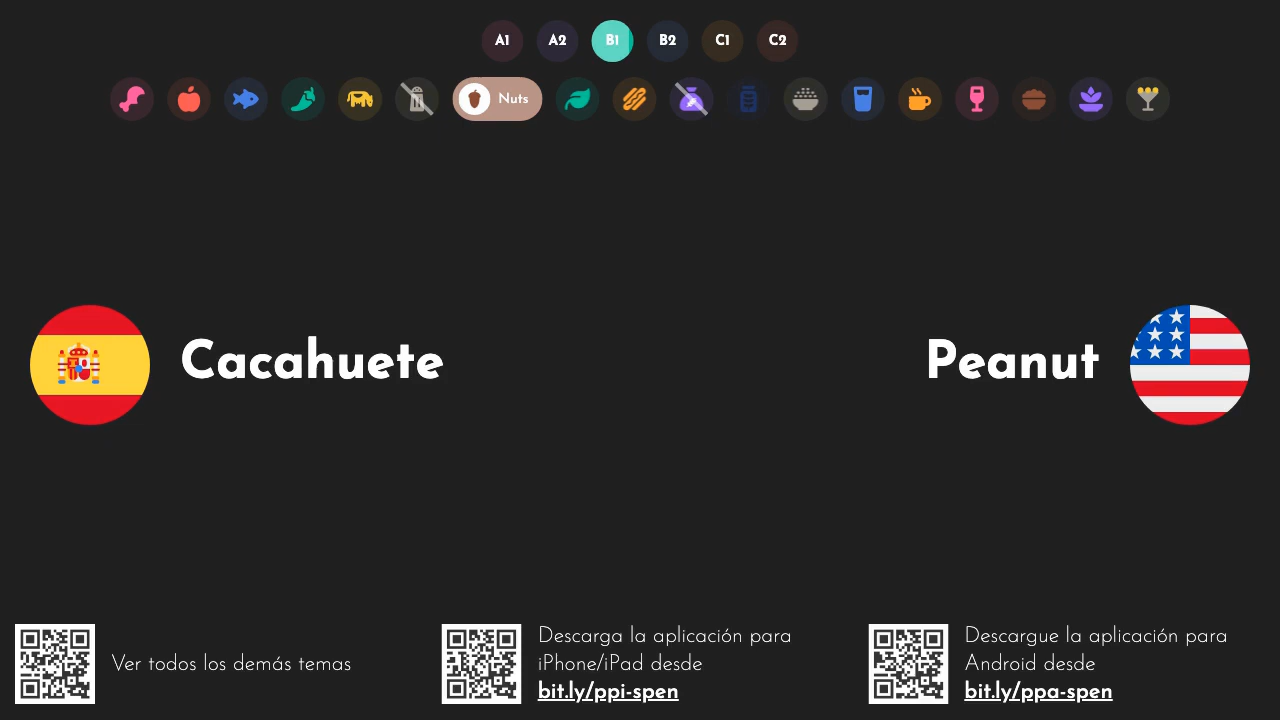 A1 A2 B1 B2 C1 C2
Nuts
Cacahuete
Peanut
Ver todos los demás temas
Descarga la aplicación para
iPhone/iPad desde
bit.ly/ppi-spen
Descargue la aplicación para
Android desde
bit.ly/ppa-spen